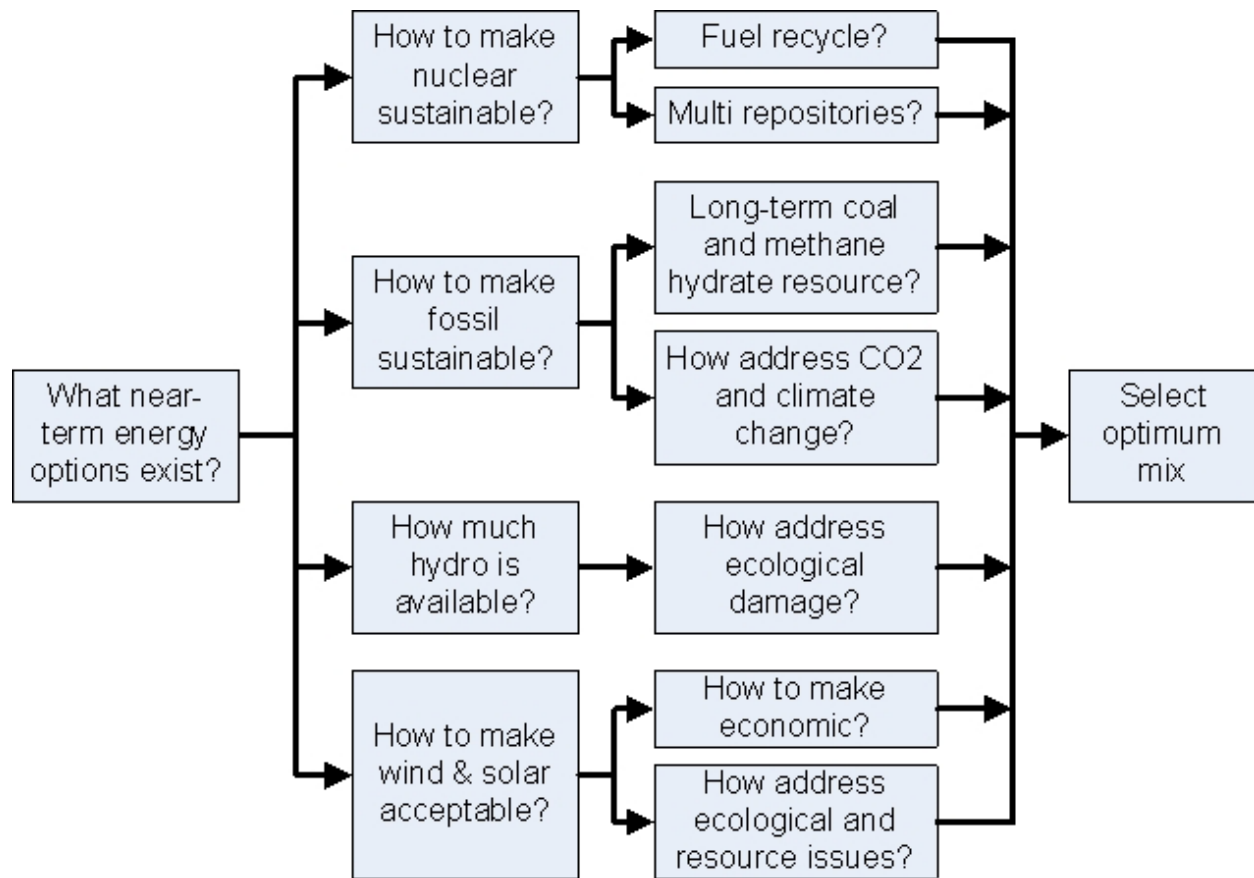 How to make
nuclear
sustainable?
Fuel recycle?
Multi repositories?
Long-term coal
and methane
hydrate resource?
How to make
fossil
sustainable?
How address CO2
and climate
change?
What near-
term energy
options exist?
Select
optimum
mix
How much
hydro is
available?
How address
ecological
damage?
How to make
wind & solar
acceptable?
How to make
economic?
How address
ecological and
resource issues?